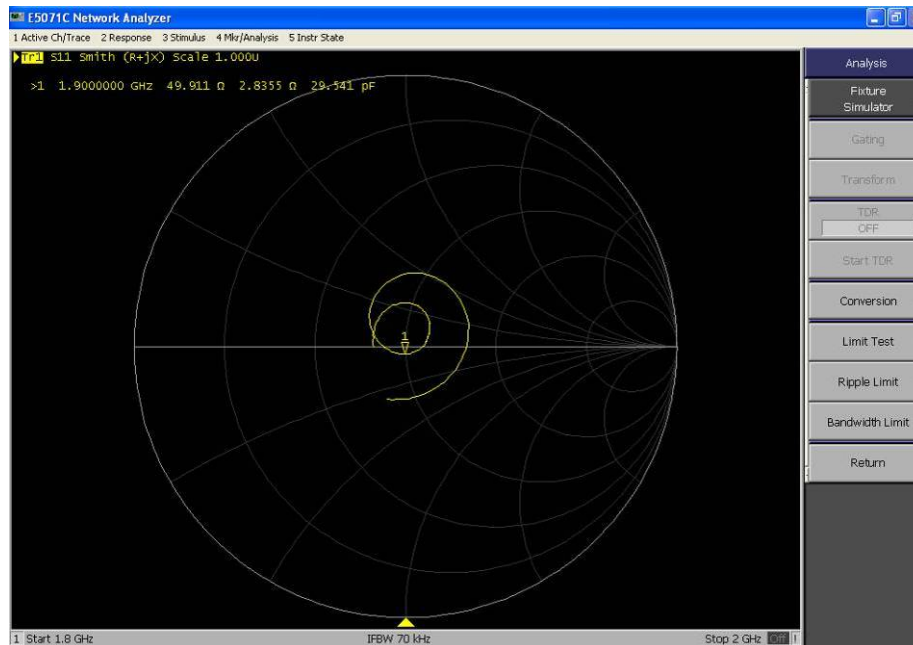 E5071C Network Analyzer
1 Active Ch/Trace 2 Response 3 Stimulus 4 Mkr/Analysis 5 Instr State
Tr1 S11 Smith (R+jX) Scale 1.000U
>1 1.9000000 GHz 49.911 Ω 2.8355 Ω 29.541 pF
1
Analysis
Fixture
Simulator
Gating
Transform
TDR
OFF
Start TDR
Conversion
Limit Test
Ripple Limit
Bandwidth Limit
Return
1 Start 1.8 GHz IFBW 70 kHz Stop 2 GHz Off !